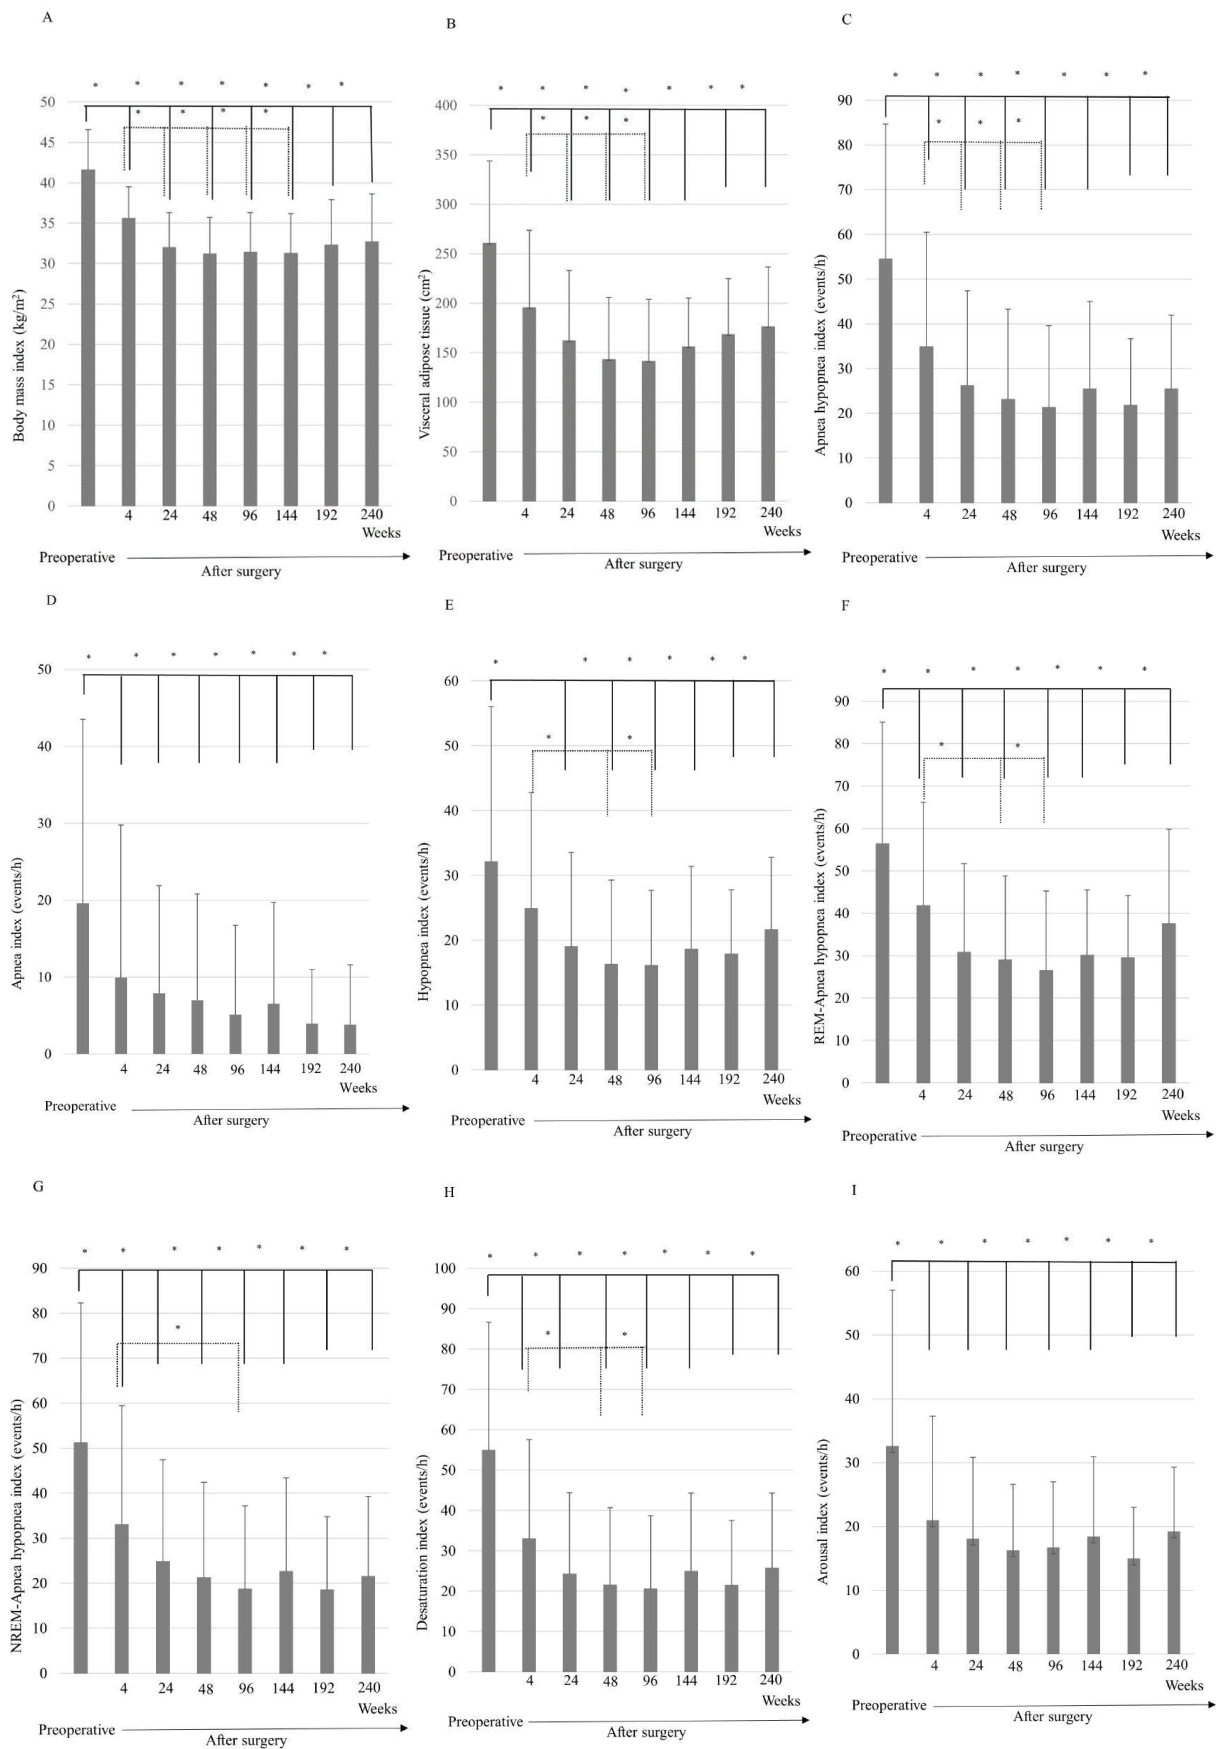 A
* * * * * * *
* * * *
50
45
40
35
30
25
20
15
10
5
0
Body mass index (kg/m²)
4 24 48 96 144 192 240
Weeks
Preoperative
After surgery
B
* * * * * * *
* * *
400
350
300
250
200
150
100
50
0
Visceral adipose tissue (cm²)
4 24 48 96 144 192 240
Weeks
Preoperative
After surgery
C
* * * * * * *
* * *
90
80
70
60
50
40
30
20
10
0
Apnea hypopnea index (events/h)
4 24 48 96 144 192 240
Weeks
Preoperative
After surgery
D
* * * * * * *
50
40
30
20
10
0
Apnea index (events/h)
4 24 48 96 144 192 240
Weeks
Preoperative
After surgery
E
* * * * * *
* *
60
50
40
30
20
10
0
Hypopnea index (events/h)
4 24 48 96 144 192 240
Weeks
Preoperative
After surgery
F
* * * * * * *
* *
90
80
70
60
50
40
30
20
10
0
REM-Apnea hypopnea index (events/h)
4 24 48 96 144 192 240
Weeks
Preoperative
After surgery
G
* * * * * * *
*
90
80
70
60
50
40
30
20
10
0
NREM-Apnea hypopnea index (events/h)
4 24 48 96 144 192 240
Weeks
Preoperative
After surgery
H
* * * * * * *
* *
100
90
80
70
60
50
40
30
20
10
0
Desaturation index (events/h)
4 24 48 96 144 192 240
Weeks
Preoperative
After surgery
I
* * * * * * *
60
50
40
30
20
10
0
Arousal index (events/h)
4 24 48 96 144 192 240
Weeks
Preoperative
After surgery